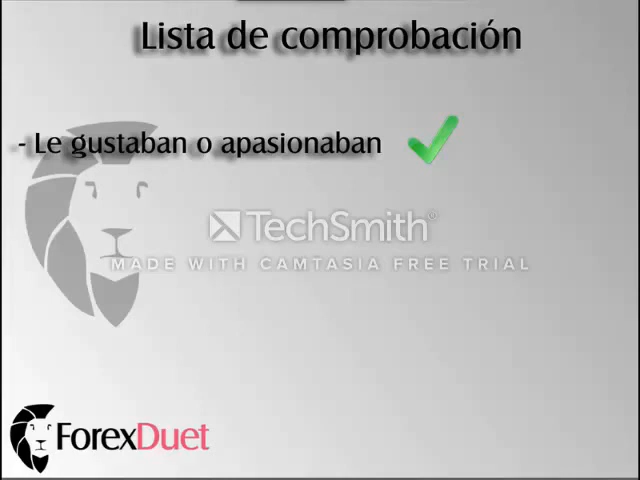 Lista de comprobación
- Le gustaban o apasionaban
TechSmith®
MADE WITH CAMTASIA FREE TRIAL
ForexDuet